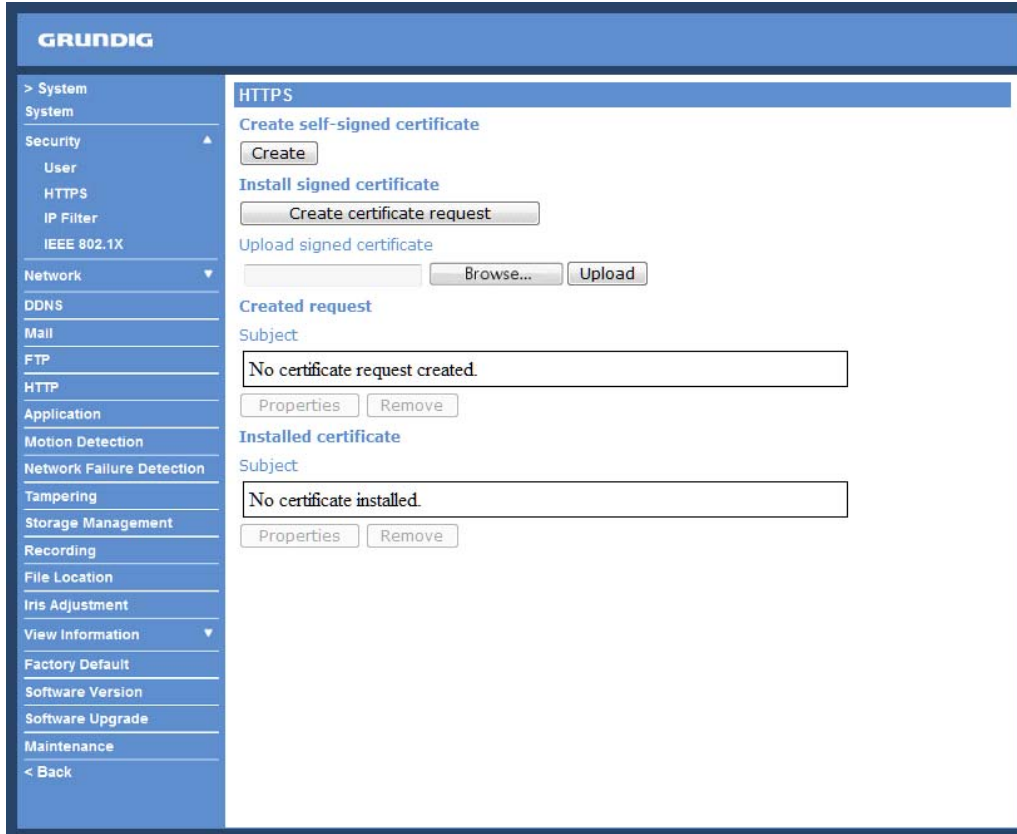 GRUNDIG
> System
System
Security
User
HTTPS
IP Filter
IEEE 802.1X
Network
DDNS
Mail
FTP
HTTP
Application
Motion Detection
Network Failure Detection
Tampering
Storage Management
Recording
File Location
Iris Adjustment
View Information
Factory Default
Software Version
Software Upgrade
Maintenance
< Back
HTTPS
Create self-signed certificate
Create
Install signed certificate
Create certificate request
Upload signed certificate
Browse... Upload
Created request
Subject
No certificate request created.
Properties Remove
Installed certificate
Subject
No certificate installed.
Properties Remove